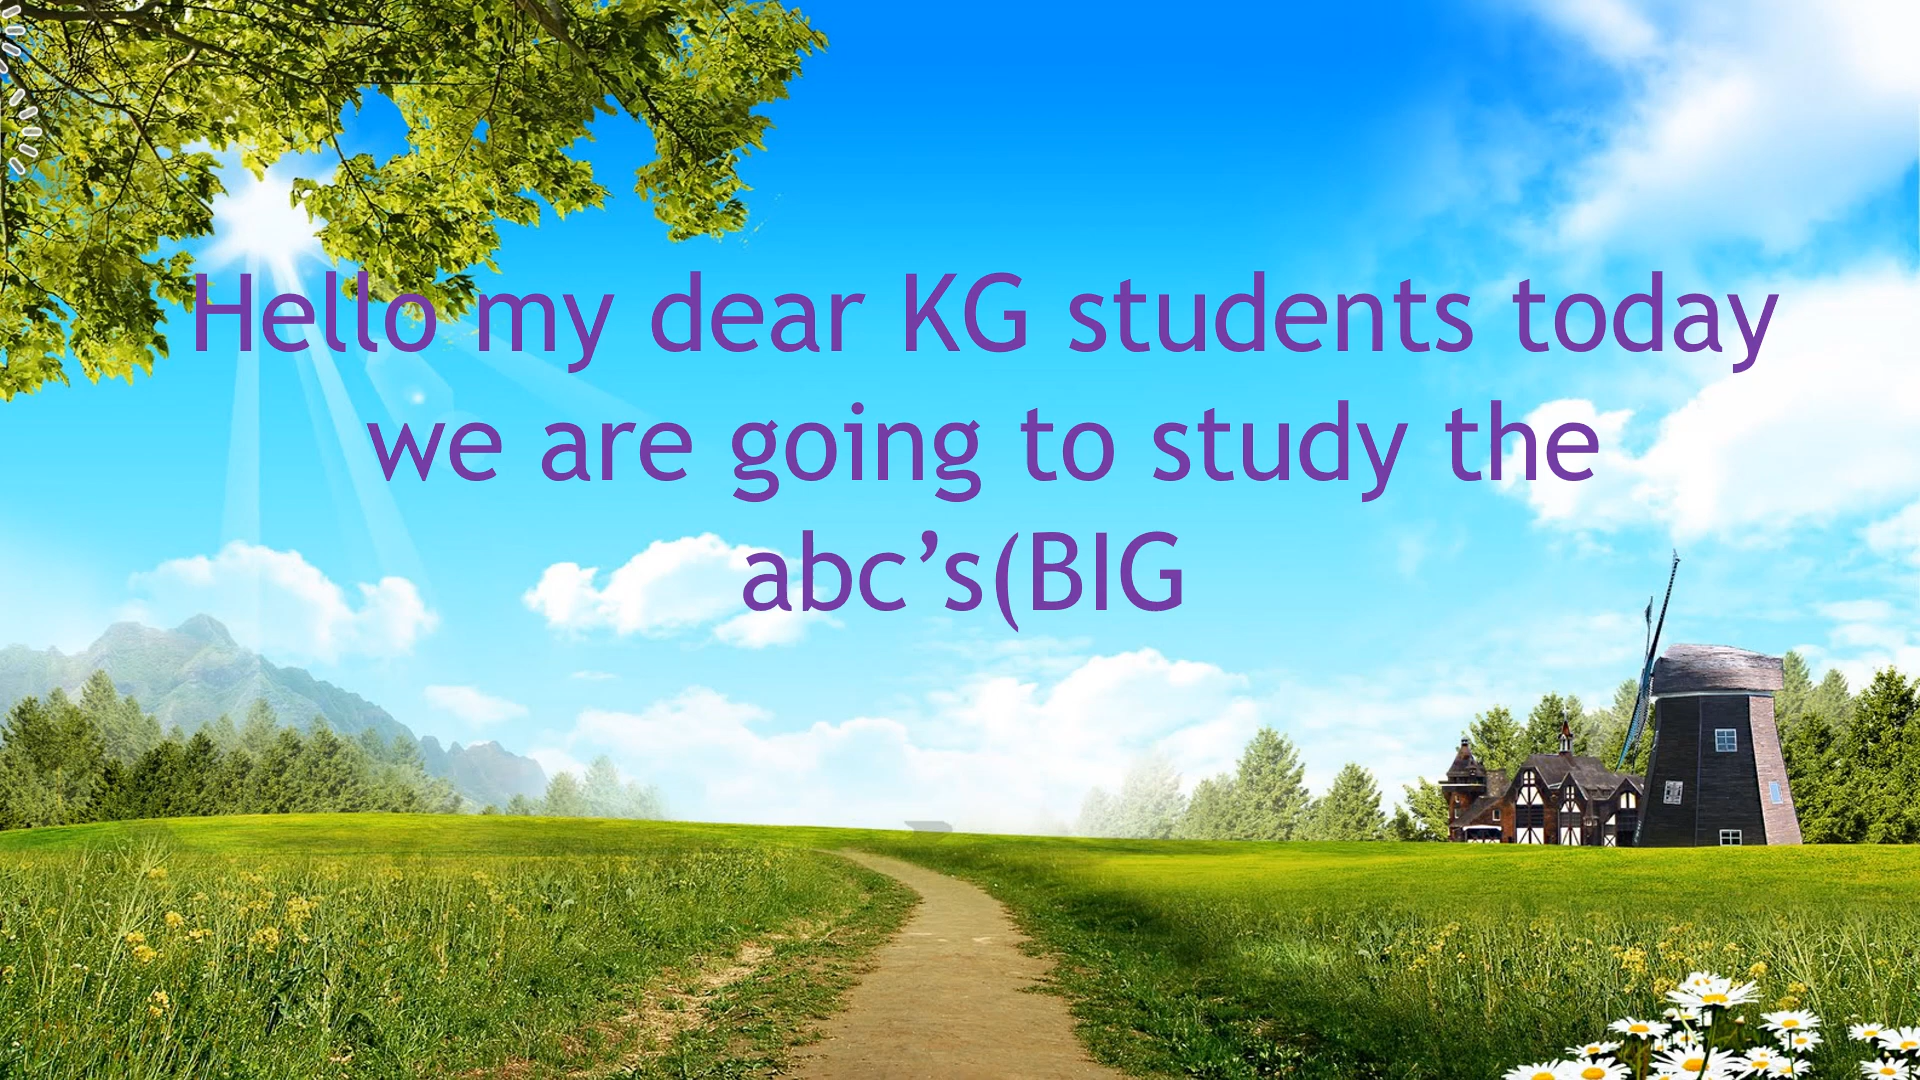 Hello my dear KG students today
we are going to study the
abc’s(BIG